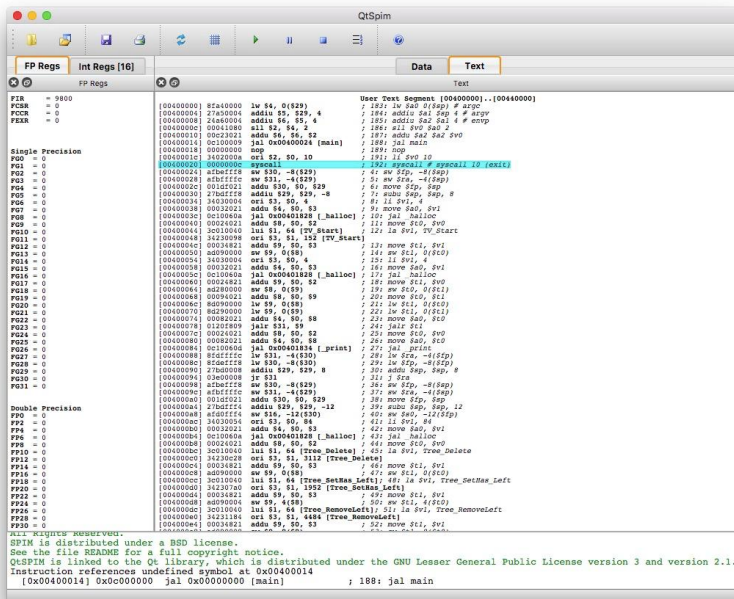 QtSpim
FP Regs
Int Regs [16]
Data
Text
FP Regs
Text
FIR = 9800
FCSR = 0
FCCR = 0
FEXR = 0
Single Precision
FG0 = 0
FG1 = 0
FG2 = 0
FG3 = 0
FG4 = 0
FG5 = 0
FG6 = 0
FG7 = 0
FG8 = 0
FG9 = 0
FG10 = 0
FG11 = 0
FG12 = 0
FG13 = 0
FG14 = 0
FG15 = 0
FG16 = 0
FG17 = 0
FG18 = 0
FG19 = 0
FG20 = 0
FG21 = 0
FG22 = 0
FG23 = 0
FG24 = 0
FG25 = 0
FG26 = 0
FG27 = 0
FG28 = 0
FG29 = 0
FG30 = 0
FG31 = 0
Double Precision
FP0 = 0
FP2 = 0
FP4 = 0
FP6 = 0
FP8 = 0
FP10 = 0
FP12 = 0
FP14 = 0
FP16 = 0
FP18 = 0
FP20 = 0
FP22 = 0
FP24 = 0
FP26 = 0
FP28 = 0
FP30 = 0
User Text Segment [00400000]..[00440000]
[00400000] 8fa40000 lw $4, 0($29) ; 183: lw $a0 0($sp) # argc
[00400004] 27a50004 addiu $5, $29, 4 ; 184: addiu $a1 $sp 4 # argv
[00400008] 24a60004 addiu $6, $5, 4 ; 185: addiu $a2 $a1 4 # envp
[0040000c] 00041080 sll $2, $4, 2 ; 186: sll $v0 $a0 2
[00400010] 00c23021 addu $6, $6, $2 ; 187: addu $a2 $a2 $v0
[00400014] 0c100009 jal 0x00400024 [main] ; 188: jal main
[00400018] 00000000 nop ; 189: nop
[0040001c] 3402000a ori $2, $0, 10 ; 191: li $v0 10
[00400020] 0000000c syscall ; 192: syscall # syscall 10 (exit)
[00400024] afbefff8 sw $30, -8($29) ; 4: sw $fp, -8($sp)
[00400028] afbffffc sw $31, -4($29) ; 5: sw $ra, -4($sp)
[0040002c] 001df021 addu $30, $0, $29 ; 6: move $fp, $sp
[00400030] 27bdfff8 addiu $29, $29, -8 ; 7: subu $sp, $sp, 8
[00400034] 34030004 ori $3, $0, 4 ; 8: li $v1, 4
[00400038] 00032021 addu $4, $0, $3 ; 9: move $a0, $v1
[0040003c] 0c10060a jal 0x00401828 [_halloc] ; 10: jal _halloc
[00400040] 00024021 addu $8, $0, $2 ; 11: move $t0, $v0
[00400044] 3c010040 lui $1, 64 [TV_Start] ; 12: la $v1, TV_Start
[00400048] 34230098 ori $3, $1, 152 [TV_Start]
[0040004c] 00034821 addu $9, $0, $3 ; 13: move $t1, $v1
[00400050] ad090000 sw $9, 0($8) ; 14: sw $t1, 0($t0)
[00400054] 34030004 ori $3, $0, 4 ; 15: li $v1, 4
[00400058] 00032021 addu $4, $0, $3 ; 16: move $a0, $v1
[0040005c] 0c10060a jal 0x00401828 [_halloc] ; 17: jal _halloc
[00400060] 00024821 addu $9, $0, $2 ; 18: move $t1, $v0
[00400064] ad280000 sw $8, 0($9) ; 19: sw $t0, 0($t1)
[00400068] 00094021 addu $8, $0, $9 ; 20: move $t0, $t1
[0040006c] 8d090000 lw $9, 0($8) ; 21: lw $t1, 0($t0)
[00400070] 8d290000 lw $9, 0($9) ; 22: lw $t1, 0($t1)
[00400074] 00082021 addu $4, $0, $8 ; 23: move $a0, $t0
[00400078] 0120f809 jalr $31, $9 ; 24: jalr $t1
[0040007c] 00024021 addu $8, $0, $2 ; 25: move $t0, $v0
[00400080] 00082021 addu $4, $0, $8 ; 26: move $a0, $t0
[00400084] 0c10060d jal 0x00401834 [_print] ; 27: jal _print
[00400088] 8fdffffc lw $31, -4($30) ; 28: lw $ra, -4($fp)
[0040008c] 8fdefff8 lw $30, -8($30) ; 29: lw $fp, -8($fp)
[00400090] 27bd0008 addiu $29, $29, 8 ; 30: addu $sp, $sp, 8
[00400094] 03e00008 jr $31 ; 31: j $ra
[00400098] afbefff8 sw $30, -8($29) ; 36: sw $fp, -8($sp)
[0040009c] afbffffc sw $31, -4($29) ; 37: sw $ra, -4($sp)
[004000a0] 001df021 addu $30, $0, $29 ; 38: move $fp, $sp
[004000a4] 27bdfff4 addiu $29, $29, -12 ; 39: subu $sp, $sp, 12
[004000a8] afd0fff4 sw $16, -12($30) ; 40: sw $s0, -12($fp)
[004000ac] 34030054 ori $3, $0, 84 ; 41: li $v1, 84
[004000b0] 00032021 addu $4, $0, $3 ; 42: move $a0, $v1
[004000b4] 0c10060a jal 0x00401828 [_halloc] ; 43: jal _halloc
[004000b8] 00024021 addu $8, $0, $2 ; 44: move $t0, $v0
[004000bc] 3c010040 lui $1, 64 [Tree_Delete] ; 45: la $v1, Tree_Delete
[004000c0] 34230c28 ori $3, $1, 3112 [Tree_Delete]
[004000c4] 00034821 addu $9, $0, $3 ; 46: move $t1, $v1
[004000c8] ad090000 sw $9, 0($8) ; 47: sw $t1, 0($t0)
[004000cc] 3c010040 lui $1, 64 [Tree_SetHas_Left]; 48: la $v1, Tree_SetHas_Left
[004000d0] 342307a0 ori $3, $1, 1952 [Tree_SetHas_Left]
[004000d4] 00034821 addu $9, $0, $3 ; 49: move $t1, $v1
[004000d8] ad090004 sw $9, 4($8) ; 50: sw $t1, 4($t0)
[004000dc] 3c010040 lui $1, 64 [Tree_RemoveLeft]; 51: la $v1, Tree_RemoveLeft
[004000e0] 34231184 ori $3, $1, 4484 [Tree_RemoveLeft]
[004000e4] 00034821 addu $9, $0, $3 ; 52: move $t1, $v1
All Rights Reserved.
SPIM is distributed under a BSD license.
See the file README for a full copyright notice.
QtSPIM is linked to the Qt library, which is distributed under the GNU Lesser General Public License version 3 and version 2.1.
Instruction references undefined symbol at 0x00400014
[0x00400014] 0x0c000000 jal 0x00000000 [main] ; 188: jal main